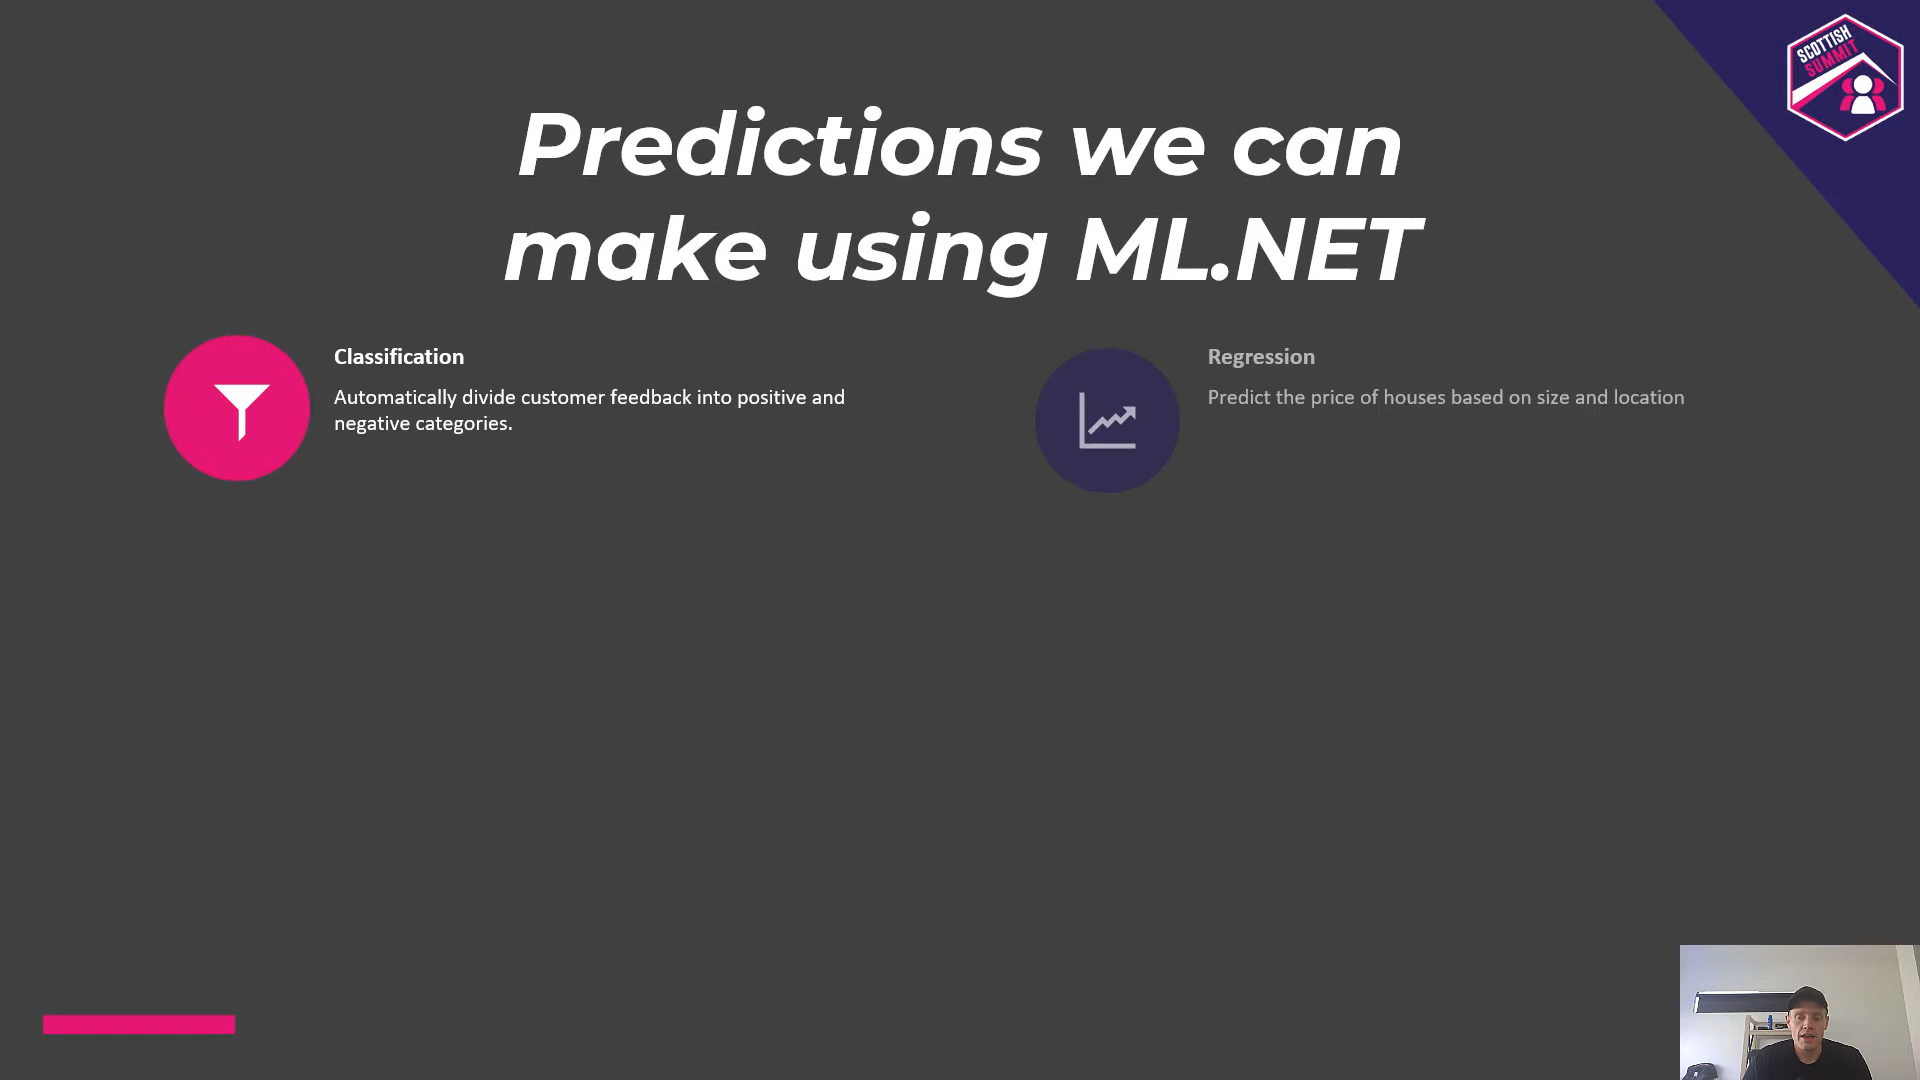 SCOTTISH
SUMMIT
Predictions we can
make using ML.NET
Classification
Automatically divide customer feedback into positive and
negative categories.
Regression
Predict the price of houses based on size and location